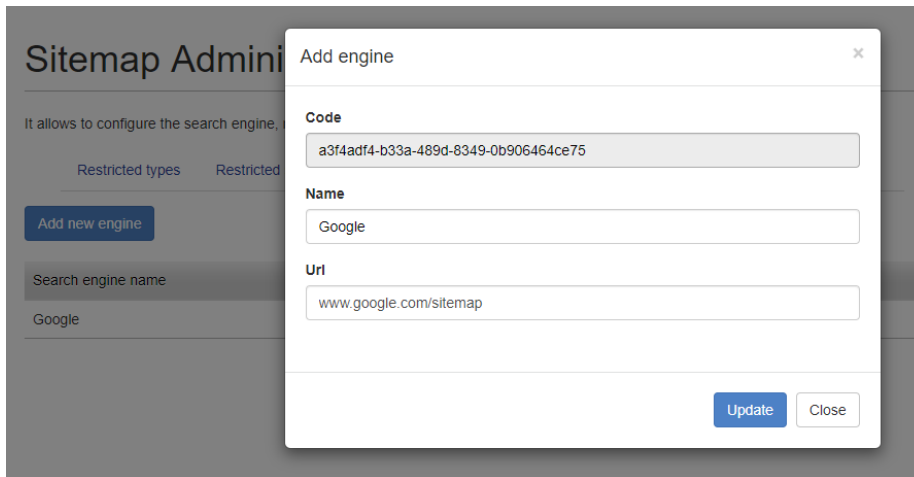 Sitemap Admini
It allows to configure the search engine,
Restricted types Restricted
Add new engine
Search engine name
Google
Add engine
×
Code
a3f4adf4-b33a-489d-8349-0b906464ce75
Name
Google
Url
www.google.com/sitemap
Update Close